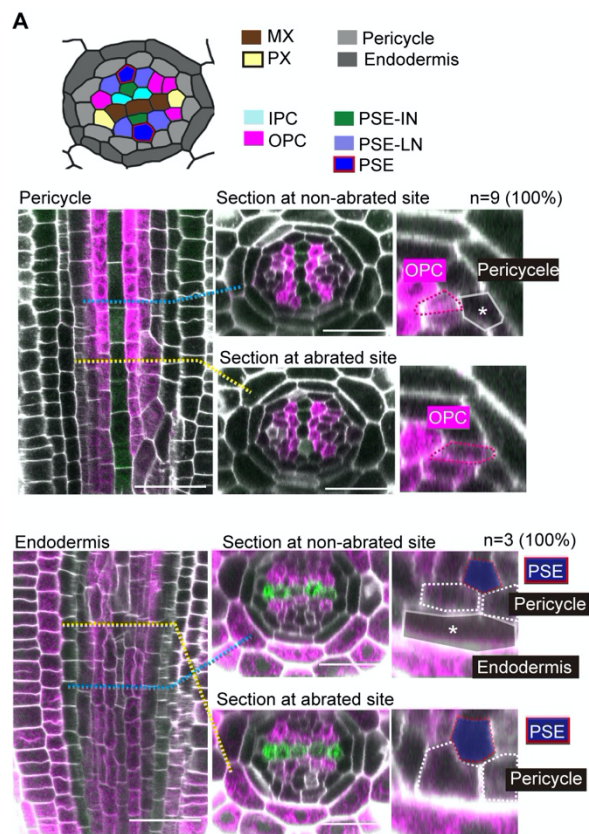 A
MX
PX
Pericycle
Endodermis
IPC
OPC
PSE-IN
PSE-LN
PSE
Pericycle
Section at non-abrated site
n=9 (100%)
OPC
Pericycele
*
Section at abrated site
OPC
Endodermis
Section at non-abrated site
n=3 (100%)
PSE
Pericycle
*
Endodermis
Section at abrated site
PSE
Pericycle